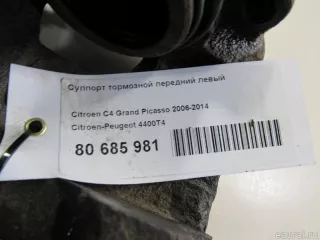 Суппорт тормозной передний левый
Citroen C4 Grand Picasso 2006-2014
Citroen-Peugeot 4400T4
80 685 981